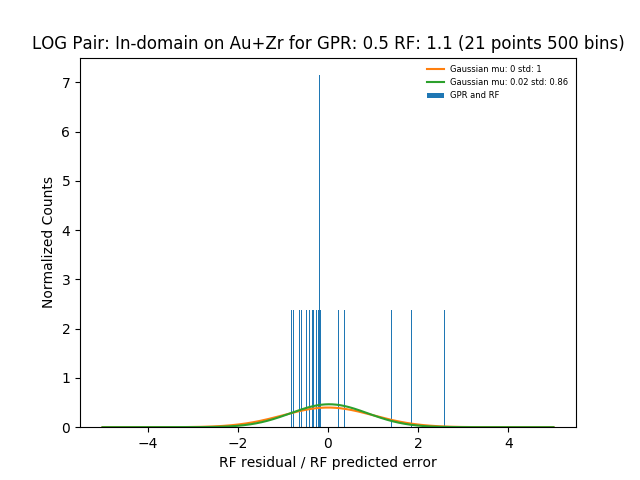 LOG Pair: In-domain on Au+Zr for GPR: 0.5 RF: 1.1 (21 points 500 bins)
Gaussian mu: 0 std: 1
Gaussian mu: 0.02 std: 0.86
GPR and RF
Normalized Counts
7
6
5
4
3
2
1
0
−4
−2
0
2
4
RF residual / RF predicted error